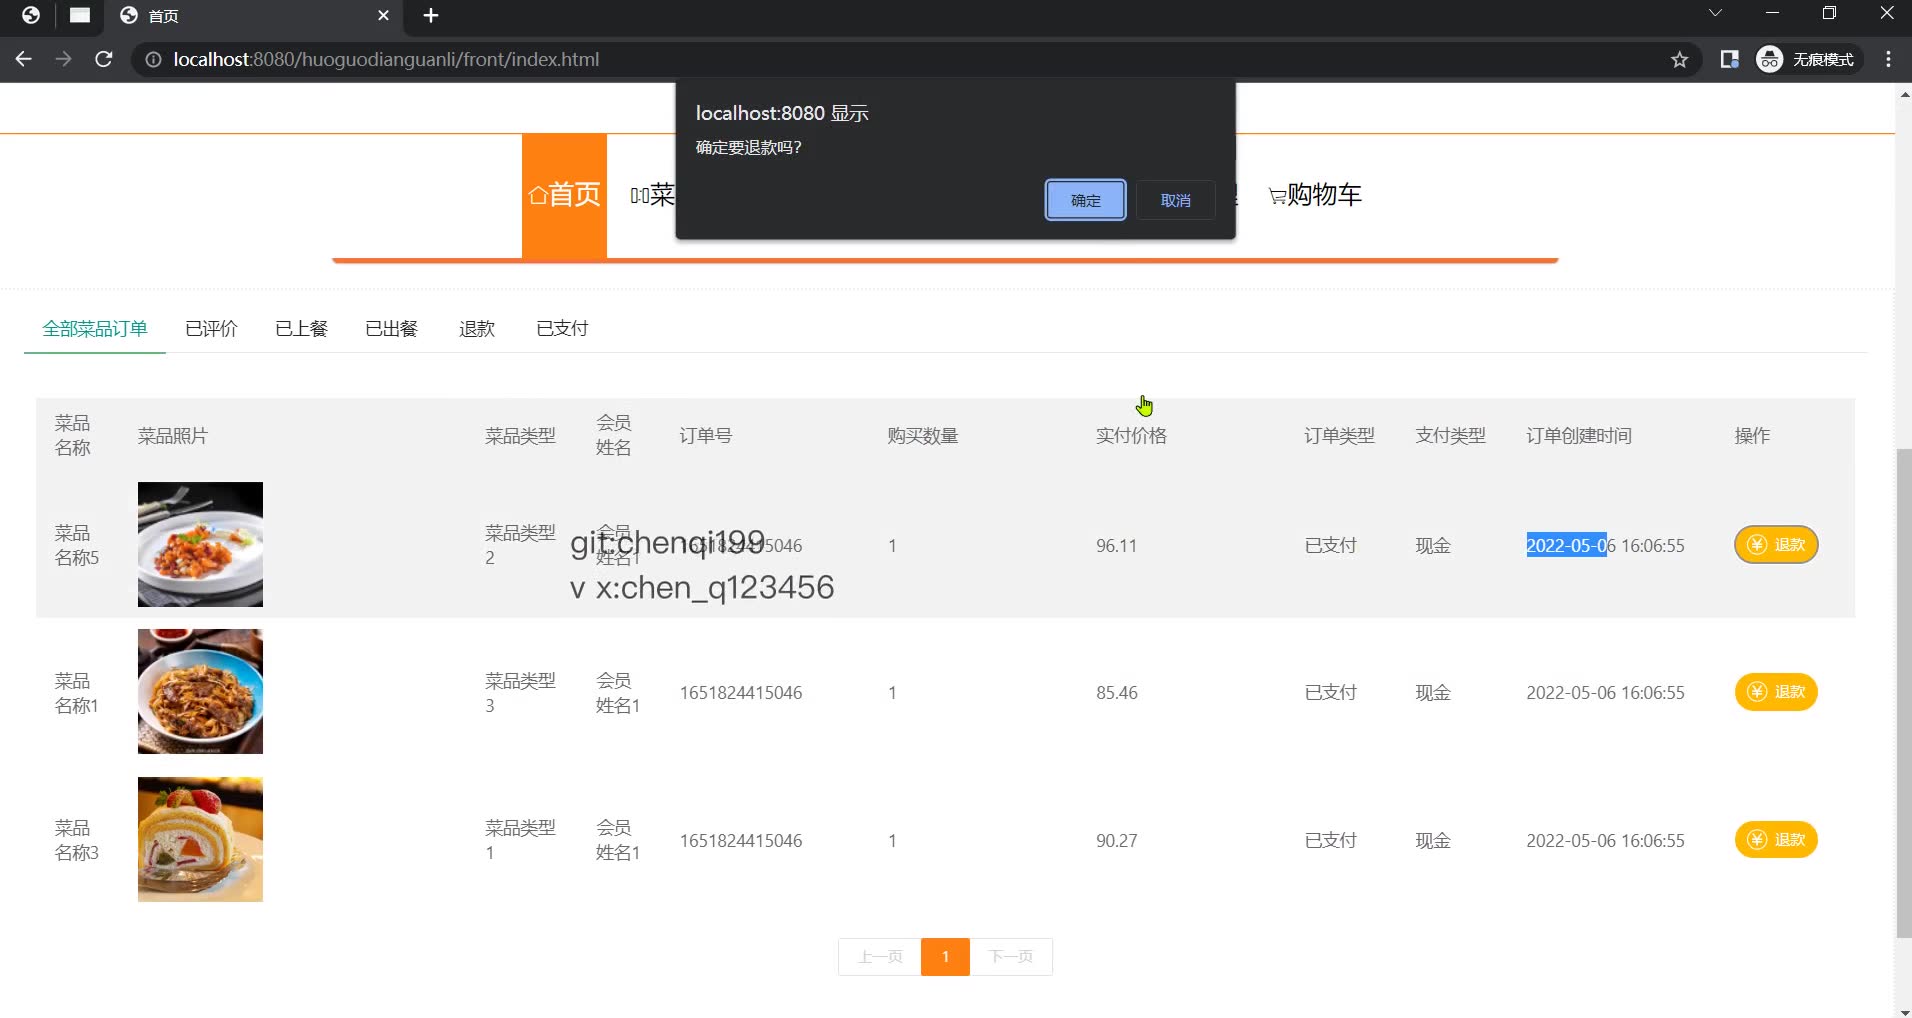 首页
localhost:8080/huoguodianguanli/front/index.html
无痕模式
localhost:8080 显示
确定要退款吗?
确定
取消
首页
菜
购物车
全部菜品订单 已评价 已上餐 已出餐 退款 已支付
菜品名称 菜品照片 菜品类型 会员姓名 订单号 购买数量 实付价格 订单类型 支付类型 订单创建时间 操作
菜品名称5 菜品类型2 会员姓名1 1651824415046 1 96.11 已支付 现金 2022-05-06 16:06:55 退款
git:chenqi199
v x:chen_q123456
菜品名称1 菜品类型3 会员姓名1 1651824415046 1 85.46 已支付 现金 2022-05-06 16:06:55 退款
菜品名称3 菜品类型1 会员姓名1 1651824415046 1 90.27 已支付 现金 2022-05-06 16:06:55 退款
上一页 1 下一页